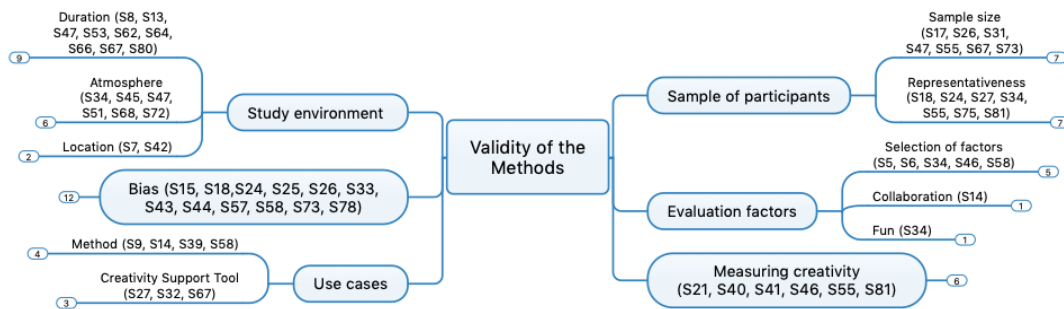 Duration (S8, S13,
S47, S53, S62, S64,
S66, S67, S80)
9
Atmosphere
(S34, S45, S47,
S51, S68, S72)
6
Location (S7, S42)
2
Study environment
Bias (S15, S18,S24, S25, S26, S33,
S43, S44, S57, S58, S73, S78)
12
Method (S9, S14, S39, S58)
4
Creativity Support Tool
(S27, S32, S67)
3
Use cases
Validity of the
Methods
Sample of participants
Sample size
(S17, S26, S31,
S47, S55, S67, S73)
7
Representativeness
(S18, S24, S27, S34,
S55, S75, S81)
7
Evaluation factors
Selection of factors
(S5, S6, S34, S46, S58)
5
Collaboration (S14)
1
Fun (S34)
1
Measuring creativity
(S21, S40, S41, S46, S55, S81)
6